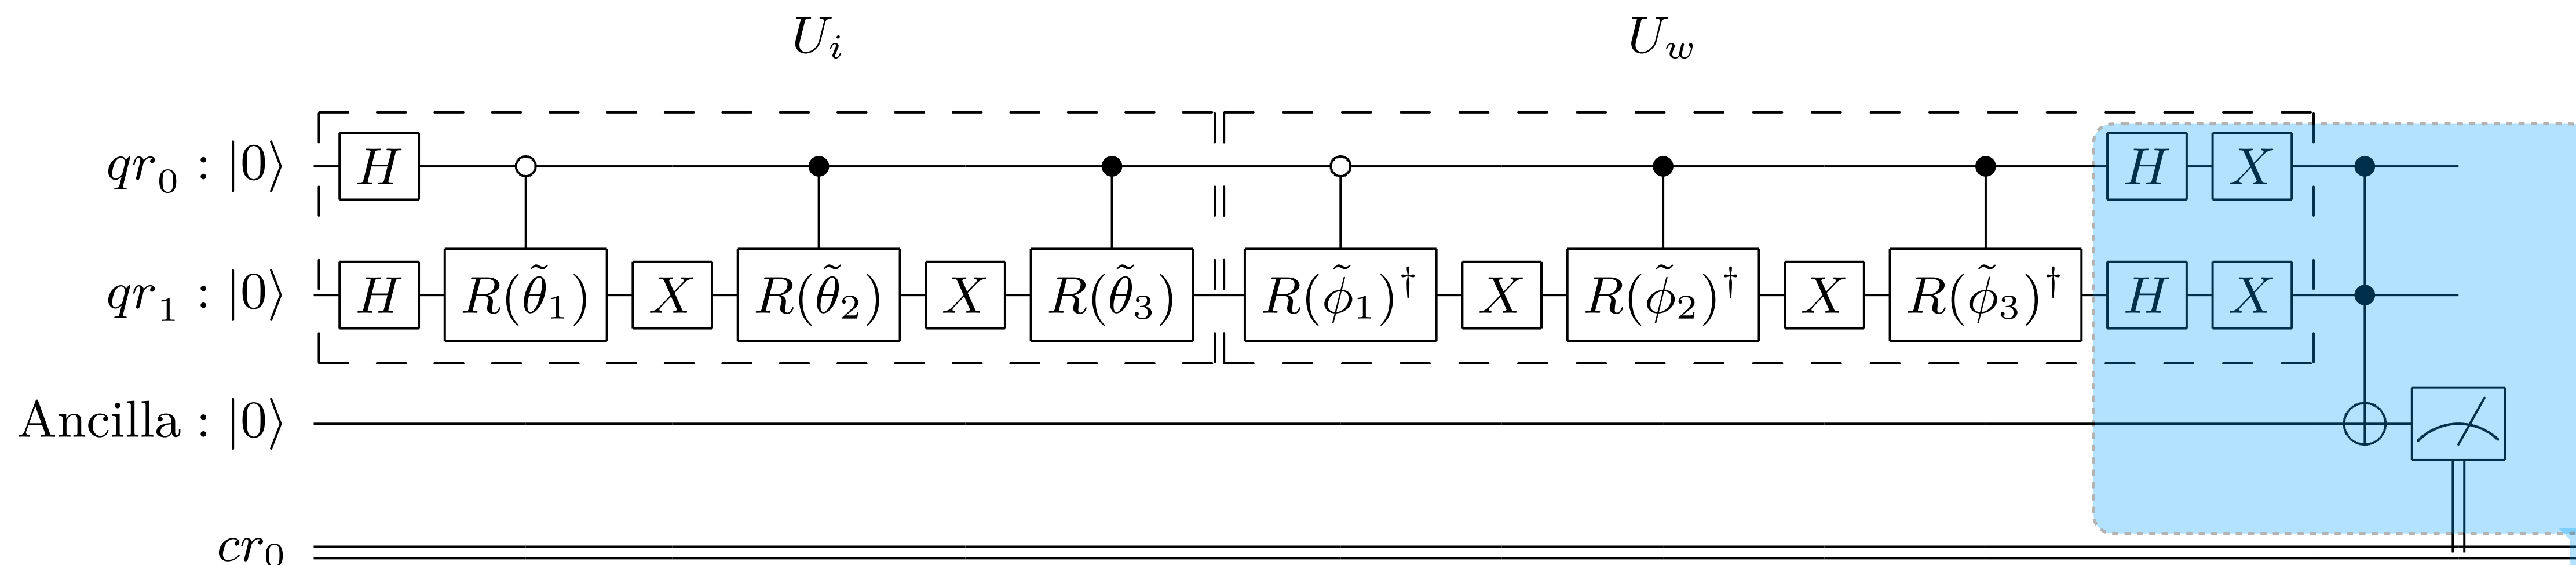 U_i U_w
qr_0 : |0⟩ H H X
qr_1 : |0⟩ H R(θ̃_1) X R(θ̃_2) X R(θ̃_3) R(φ̃_1)^† X R(φ̃_2)^† X R(φ̃_3)^† H X
Ancilla : |0⟩
cr_0